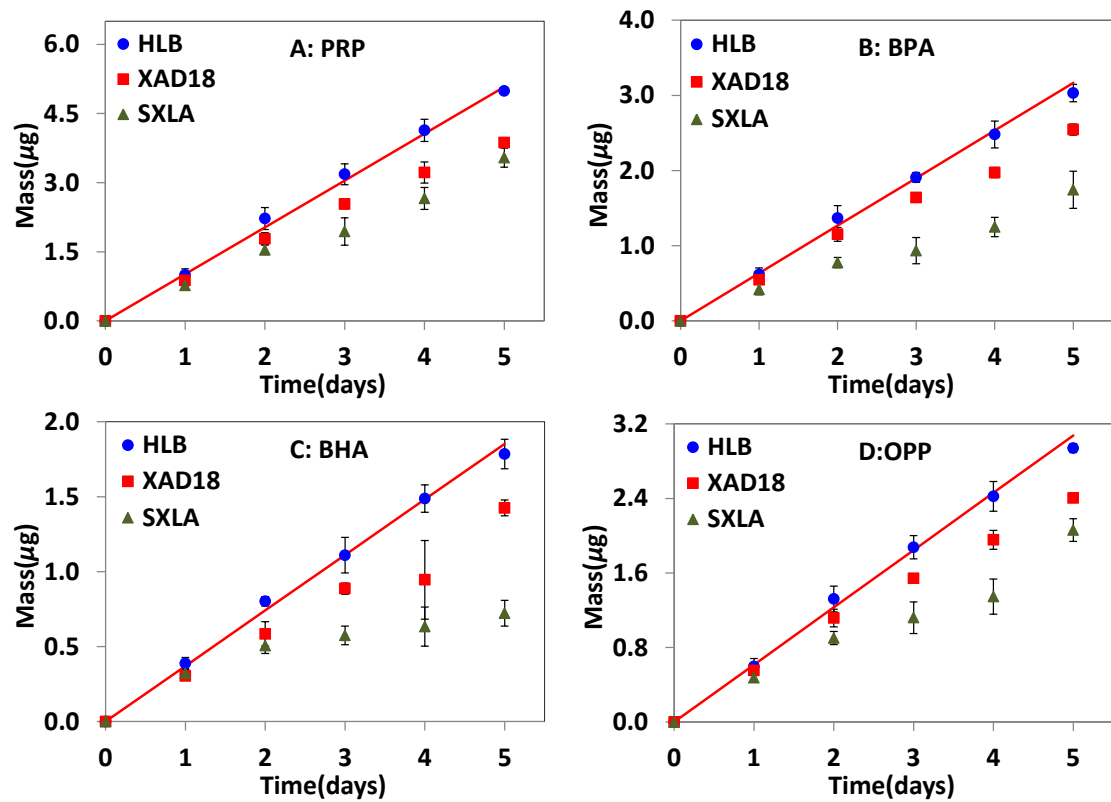 A: PRP
HLB
XAD18
SXLA
6.0
4.5
3.0
1.5
0.0
Mass(µg)
0 1 2 3 4 5
Time(days)
B: BPA
HLB
XAD18
SXLA
4.0
3.0
2.0
1.0
0.0
Mass(µg)
0 1 2 3 4 5
Time(days)
C: BHA
HLB
XAD18
SXLA
2.0
1.5
1.0
0.5
0.0
Mass(µg)
0 1 2 3 4 5
Time(days)
D:OPP
HLB
XAD18
SXLA
3.2
2.4
1.6
0.8
0.0
Mass(µg)
0 1 2 3 4 5
Time(days)